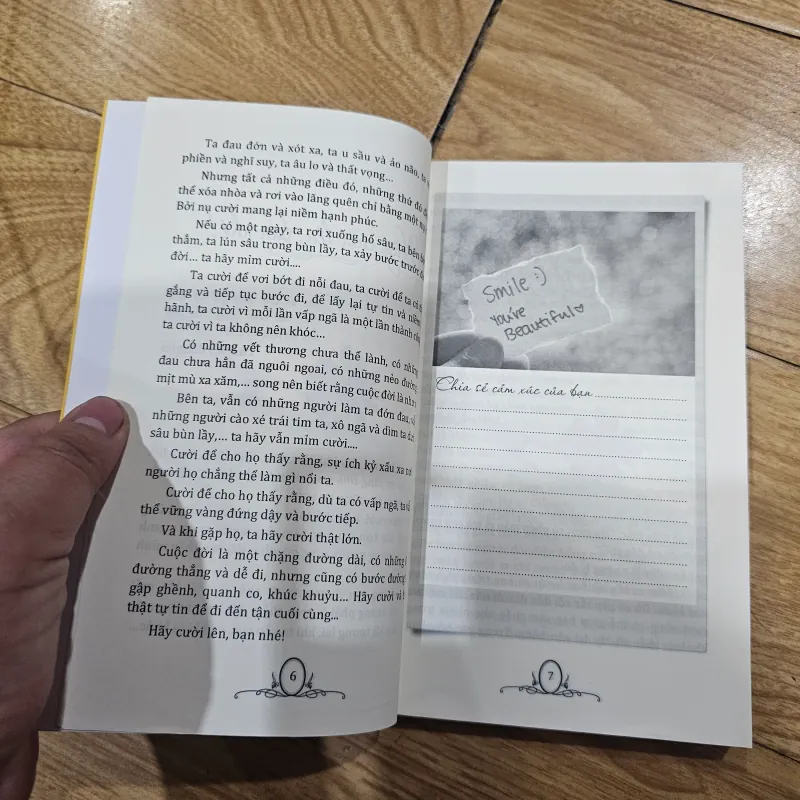 Ta đau đớn và xót xa, ta u sầu và ảo não, ta
phiền và nghĩ suy, ta âu lo và thất vọng...
Nhưng tất cả những điều đó, những thứ đó
thể xóa nhòa và rơi vào lãng quên chỉ bằng một
Bởi nụ cười mang lại niềm hạnh phúc.
Nếu có một ngày, ta rơi xuống hố sâu, ta bên
thẳm, ta lún sâu trong bùn lầy, ta xảy bước trước
đời... ta hãy mỉm cười....
Ta cười để vơi bớt đi nỗi đau, ta cười để ta
gắng và tiếp tục bước đi, để lấy lại tự tin và
hãnh, ta cười vì mỗi lần vấp ngã là một lần thành
ta cười vì ta không nên khóc...
Có những vết thương chưa thể lành, có
đau chưa hẳn đã nguôi ngoai, có những nẻo đường
mịt mù xa xăm,... song nên biết rằng cuộc đời là
Bên ta, vẫn có những người làm ta đớn đau,
những người cào xé trái tim ta, xô ngã và dìm ta
sâu bùn lầy,... ta hãy vẫn mỉm cười....
Cười để cho họ thấy rằng, sự ích kỷ xấu xa
người họ chẳng thể làm gì nổi ta.
Cười để cho họ thấy rằng, dù ta có vấp ngã, ta
thể vững vàng đứng dậy và bước tiếp.
Và khi gặp họ, ta hãy cười thật lớn.
Cuộc đời là một chặng đường dài, có những
đường thẳng và dễ đi, nhưng cũng có bước đường
gập ghềnh, quanh co, khúc khuỷu... Hãy cười và
thật tự tin để đi đến tận cuối cùng...
Hãy cười lên, bạn nhé!
6
Smile :)
You're
Beautiful♡
Chia sẻ cảm xúc của bạn
7